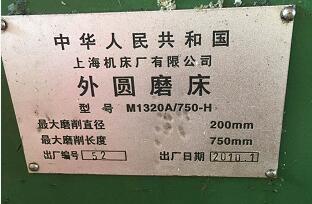 中华人民共和国
上海机床厂有限公司
外圆磨床
型号 M1320A/750-H
最大磨削直径 200mm
最大磨削长度 750mm
出厂编号 52 出厂日期 2010.1